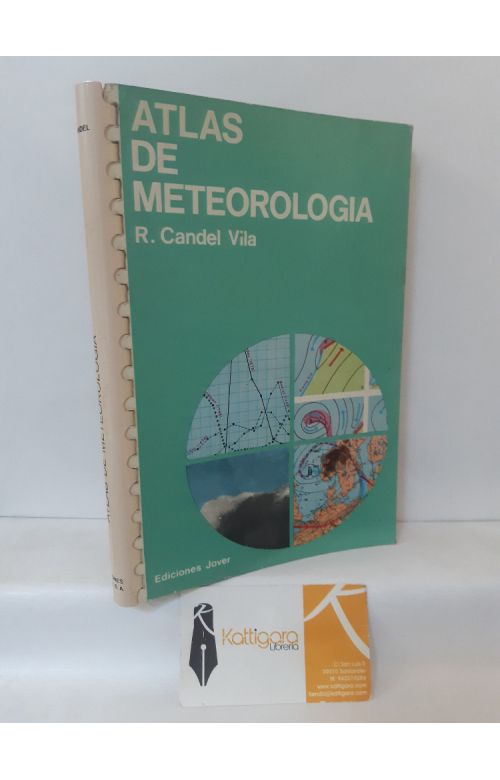 ATLAS
DE
METEOROLOGIA
R. Candel Vila
Ediciones Jover
ATLAS DE METEOROLOGIA
Kattigara
Librería
www.kattigara.com